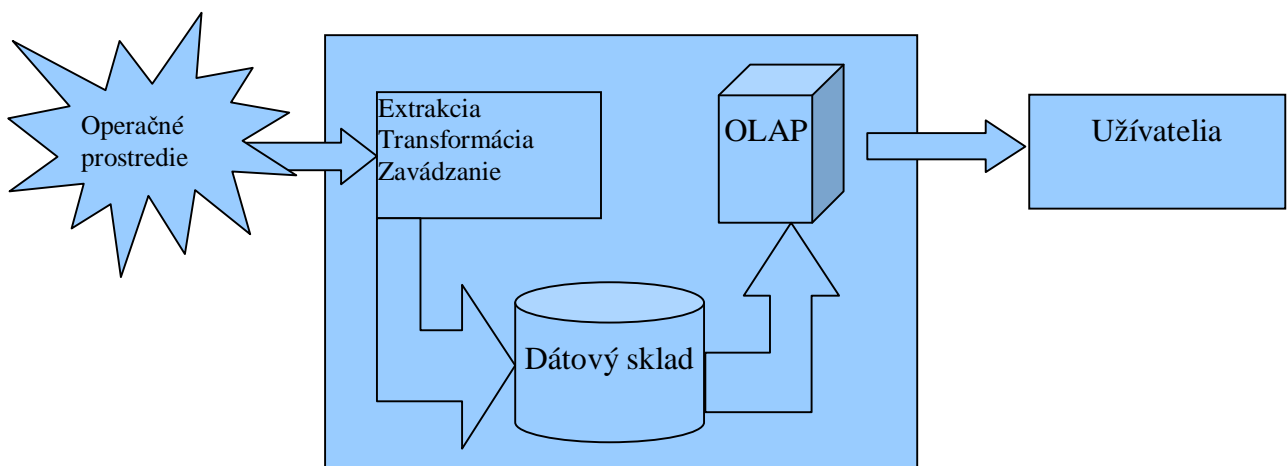 Operačné
prostredie
Extrakcia
Transformácia
Zavádzanie
Dátový sklad
OLAP
Užívatelia